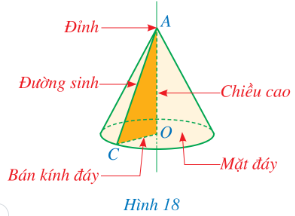 Đỉnh
A
Đường sinh
Chiều cao
O
C
Mặt đáy
Bán kính đáy
Hình 18